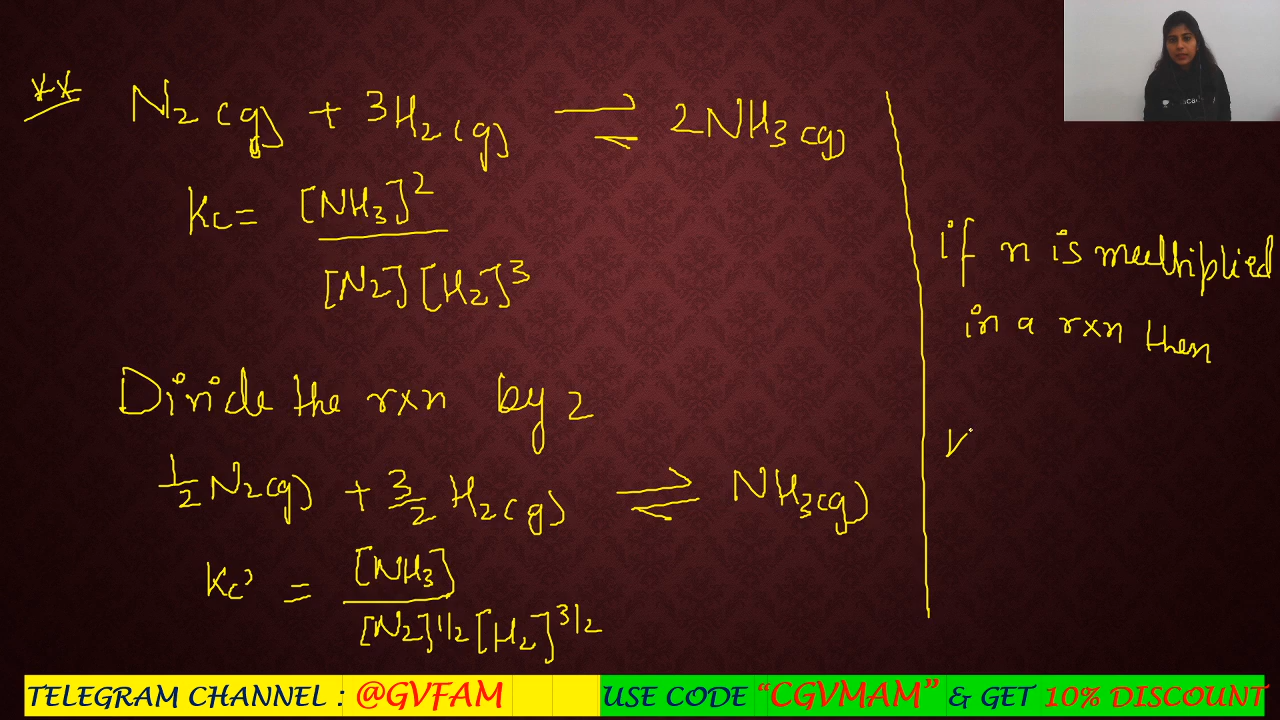 ** N2(g) + 3H2(g) ⇌ 2NH3(g)
Kc = [NH3]^2 / [N2][H2]^3
Divide the rxn by 2
1/2 N2(g) + 3/2 H2(g) ⇌ NH3(g)
Kc' = [NH3] / [N2]^1/2 [H2]^3/2
if n is multiplied
in a rxn then
TELEGRAM CHANNEL : @GVFAM USE CODE “CGVMAM” & GET 10% DISCOUNT